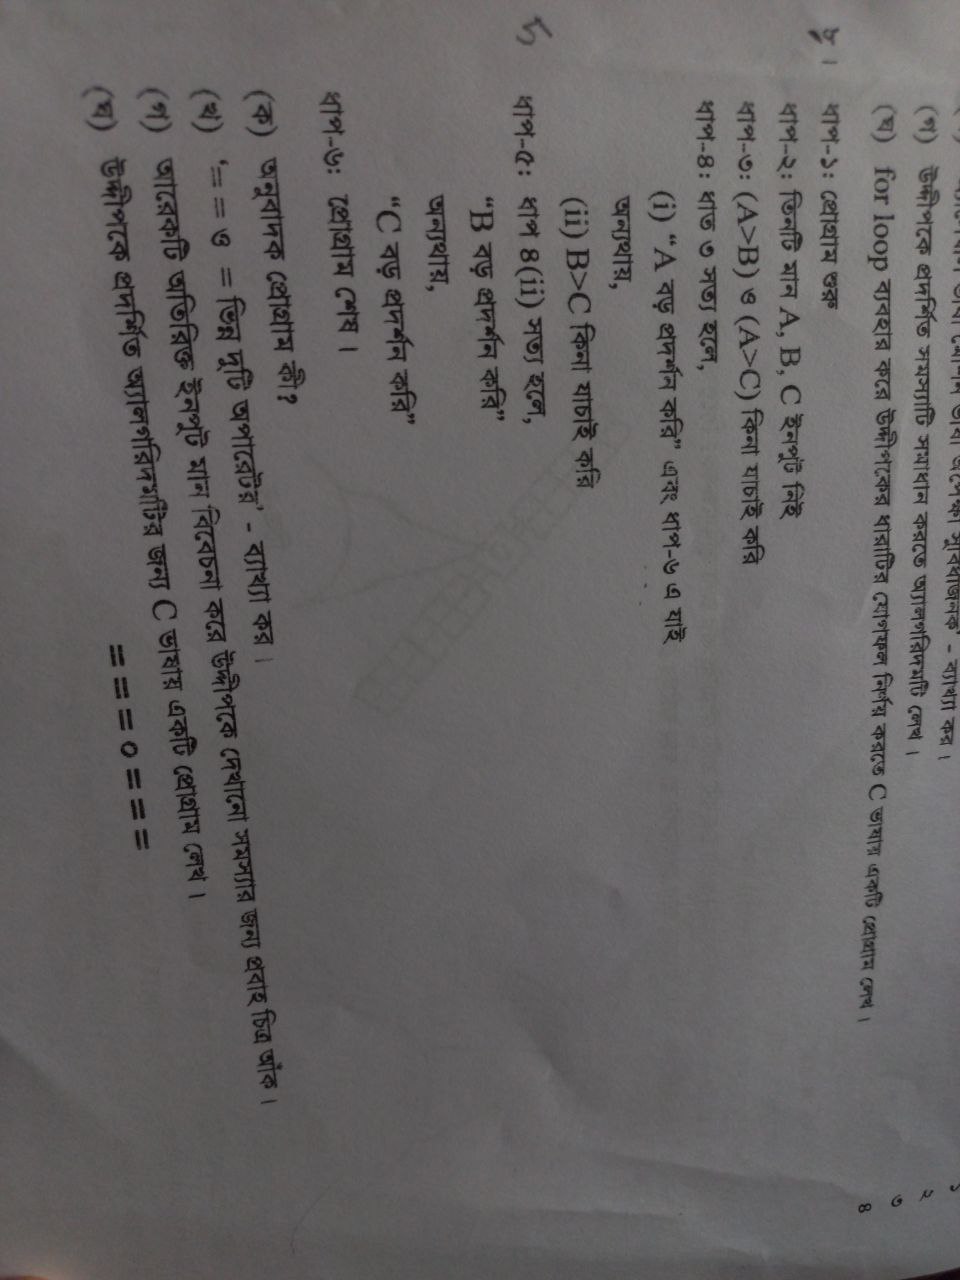 ভাষা অপেক্ষা সুবিধাজনক' - ব্যাখ্যা কর।
(গ) উদ্দীপকে প্রদর্শিত সমস্যাটি সমাধান করতে অ্যালগরিদমটি লেখ।
(ঘ) for loop ব্যবহার করে উদ্দীপকের ধারাটির যোগফল নির্ণয় করতে C ভাষায় একটি প্রোগ্রাম লেখ।
১
২
৩
৪
৮। ধাপ-১: প্রোগ্রাম শুরু
ধাপ-২: তিনটি মান A, B, C ইনপুট নিই
ধাপ-৩: (A>B) ও (A>C) কিনা যাচাই করি
ধাপ-৪: ধাত ৩ সত্য হলে,
(i) “A বড় প্রদর্শন করি” এবং ধাপ-৬ এ যাই
অন্যথায়,
(ii) B>C কিনা যাচাই করি
ধাপ-৫: ধাপ ৪(ii) সত্য হলে,
“B বড় প্রদর্শন করি”
অন্যথায়,
“C বড় প্রদর্শন করি”
ধাপ-৬: প্রোগ্রাম শেষ।
(ক) অনুবাদক প্রোগ্রাম কী?
(খ) ‘= = ও = ভিন্ন দুটি অপারেটর’ - ব্যাখ্যা কর।
(গ) আরেকটি অতিরিক্ত ইনপুট মান বিবেচনা করে উদ্দীপকে দেখানো সমস্যার জন্য প্রবাহ চিত্র আঁক।
(ঘ) উদ্দীপকে প্রদর্শিত অ্যালগরিদমটির জন্য C ভাষায় একটি প্রোগ্রাম লেখ।
= = = o = = =